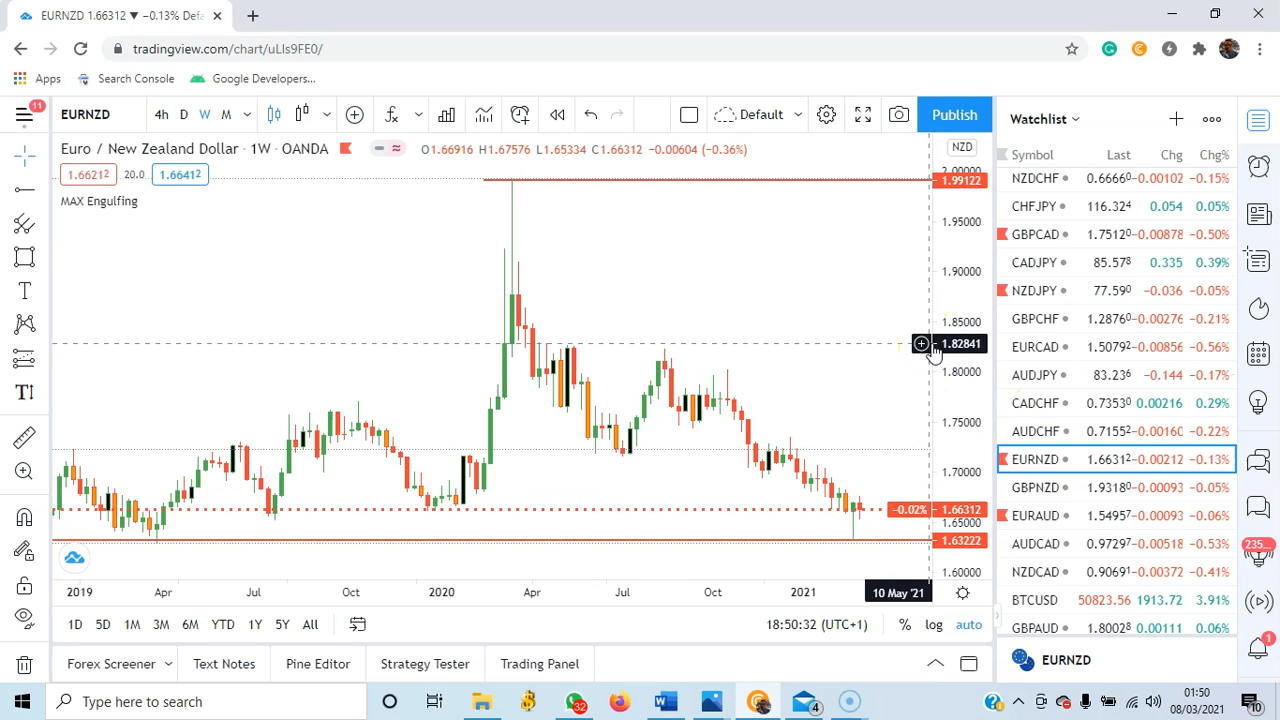 EURNZD 1.66312 ▼ −0.13% Defa
tradingview.com/chart/uLIs9FE0/
Apps Search Console Google Developers...
11 EURNZD 4h D W M Default Publish
Euro / New Zealand Dollar · 1W · OANDA O1.66916 H1.67576 L1.65334 C1.66312 −0.00604 (−0.36%)
1.66212 20.0 1.66412
MAX Engulfing
NZD
2.00000
1.99122
1.95000
1.90000
1.85000
1.82841
1.80000
1.75000
1.70000
−0.02% 1.66312
1.65000
1.63222
1.60000
2019 Apr Jul Oct 2020 Apr Jul Oct 2021 10 May '21
1D 5D 1M 3M 6M YTD 1Y 5Y All 18:50:32 (UTC+1) % log auto
Forex Screener Text Notes Pine Editor Strategy Tester Trading Panel
Watchlist
Symbol Last Chg Chg%
NZDCHF 0.66660 −0.00102 −0.15%
CHFJPY 116.324 0.054 0.05%
GBPCAD 1.75120 −0.00878 −0.50%
CADJPY 85.578 0.335 0.39%
NZDJPY 77.590 −0.036 −0.05%
GBPCHF 1.28760 −0.00276 −0.21%
EURCAD 1.50792 −0.00856 −0.56%
AUDJPY 83.236 −0.144 −0.17%
CADCHF 0.73530 0.00216 0.29%
AUDCHF 0.71552 −0.00160 −0.22%
EURNZD 1.66312 −0.00212 −0.13%
GBPNZD 1.93180 −0.00093 −0.05%
EURAUD 1.54957 −0.00093 −0.06%
AUDCAD 0.97297 −0.00518 −0.53%
NZDCAD 0.90691 −0.00372 −0.41%
BTCUSD 50823.56 1913.72 3.91%
GBPAUD 1.80028 0.00111 0.06%
EURNZD
235...
1
Type here to search
32
4
01:50
08/03/2021
10